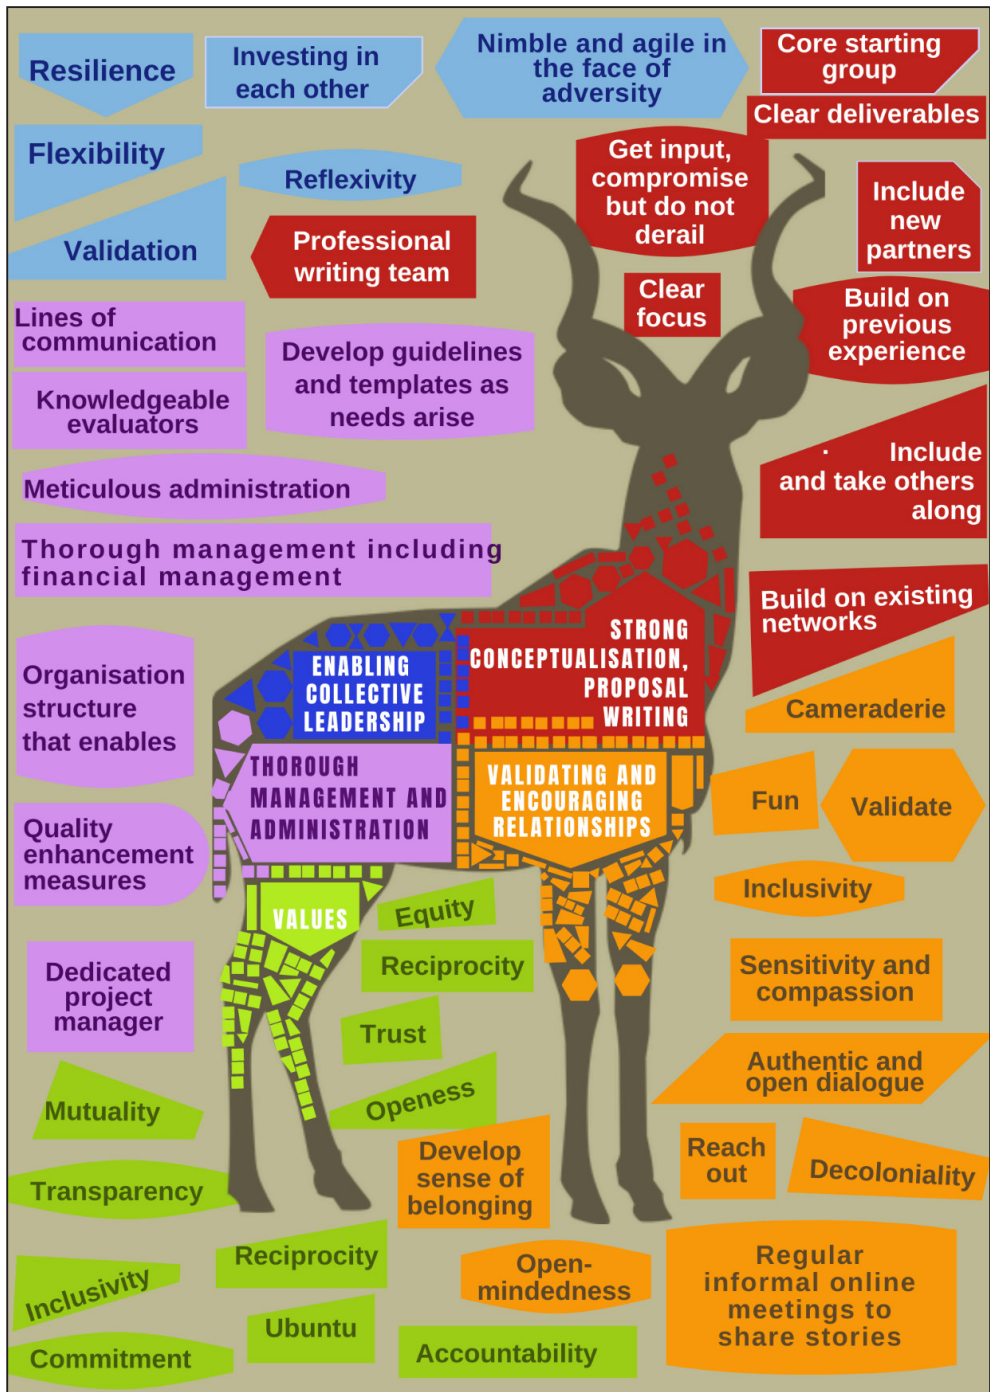 Resilience
Investing in
each other
Nimble and agile in
the face of
adversity
Core starting
group
Clear deliverables
Flexibility
Reflexivity
Get input,
compromise
but do not
derail
Include
new
partners
Validation
Professional
writing team
Clear
focus
Build on
previous
experience
Lines of
communication
Develop guidelines
and templates as
needs arise
Knowledgeable
evaluators
Include
and take others
along
Meticulous administration
Thorough management including
financial management
Build on existing
networks
STRONG
CONCEPTUALISATION,
PROPOSAL
WRITING
ENABLING
COLLECTIVE
LEADERSHIP
Organisation
structure
that enables
Cameraderie
THOROUGH
MANAGEMENT AND
ADMINISTRATION
VALIDATING AND
ENCOURAGING
RELATIONSHIPS
Fun
Validate
Quality
enhancement
measures
Inclusivity
VALUES
Equity
Reciprocity
Dedicated
project
manager
Sensitivity and
compassion
Trust
Authentic and
open dialogue
Openess
Mutuality
Develop
sense of
belonging
Reach
out
Decoloniality
Transparency
Reciprocity
Inclusivity
Open-
mindedness
Regular
informal online
meetings to
share stories
Ubuntu
Commitment
Accountability